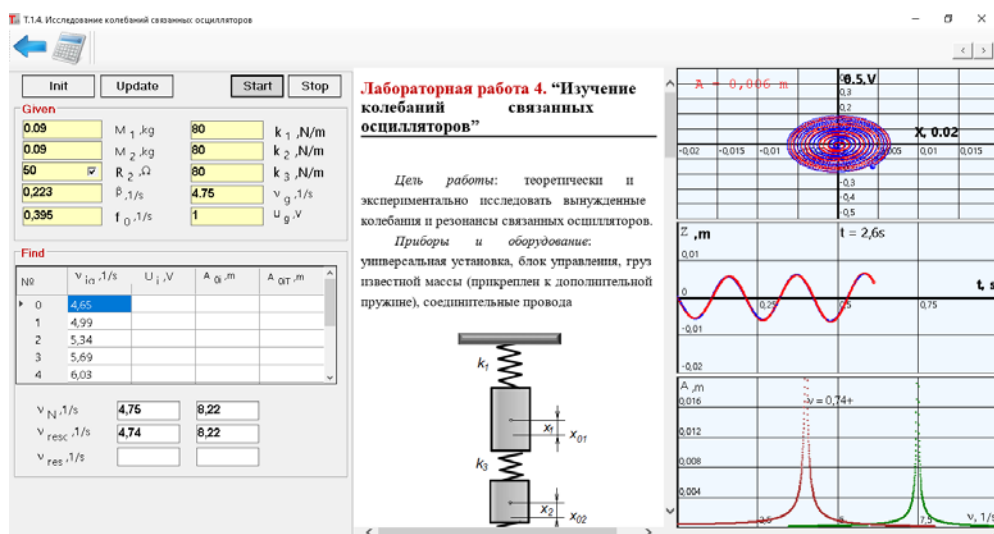 Т.1.4. Исследование колебаний связанных осцилляторов
Init Update Start Stop
Given
0.09 M 1 ,kg 80 k 1 ,N/m
0.09 M 2 ,kg 80 k 2 ,N/m
50 R 2 ,Ω 80 k 3 ,N/m
0,223 β ,1/s 4.75 ν g ,1/s
0,395 f 0 ,1/s 1 U g ,V
Find
№ U i ,V A 0i ,m A 0iT ,m
0 4,65
1 4,99
2 5,34
3 5,69
4 6,03
ν N ,1/s 4,75 8,22
ν resc ,1/s 4,74 8,22
ν res ,1/s
Лабораторная работа 4. “Изучение
колебаний связанных
осцилляторов”
Цель работы: теоретически и
экспериментально исследовать вынужденные
колебания и резонансы связанных осцилляторов.
Приборы и оборудование:
универсальная установка, блок управления, груз
известной массы (прикреплен к дополнительной
пружине), соединительные провода
k1
x1 x01
k3
x2 x02
A = 0,006 m
0.5,V
0,3
0,2
X, 0.02
-0,02 -0,015 -0,01 0,01 0,015
-0,3
-0,5
Z ,m t = 2,6s
0,01
t, s
0 0,25 0,75
-0,01
-0,02
A ,m
0,016 ν = 0,74+
0,012
0,008
0,004
7,5 ν, 1/